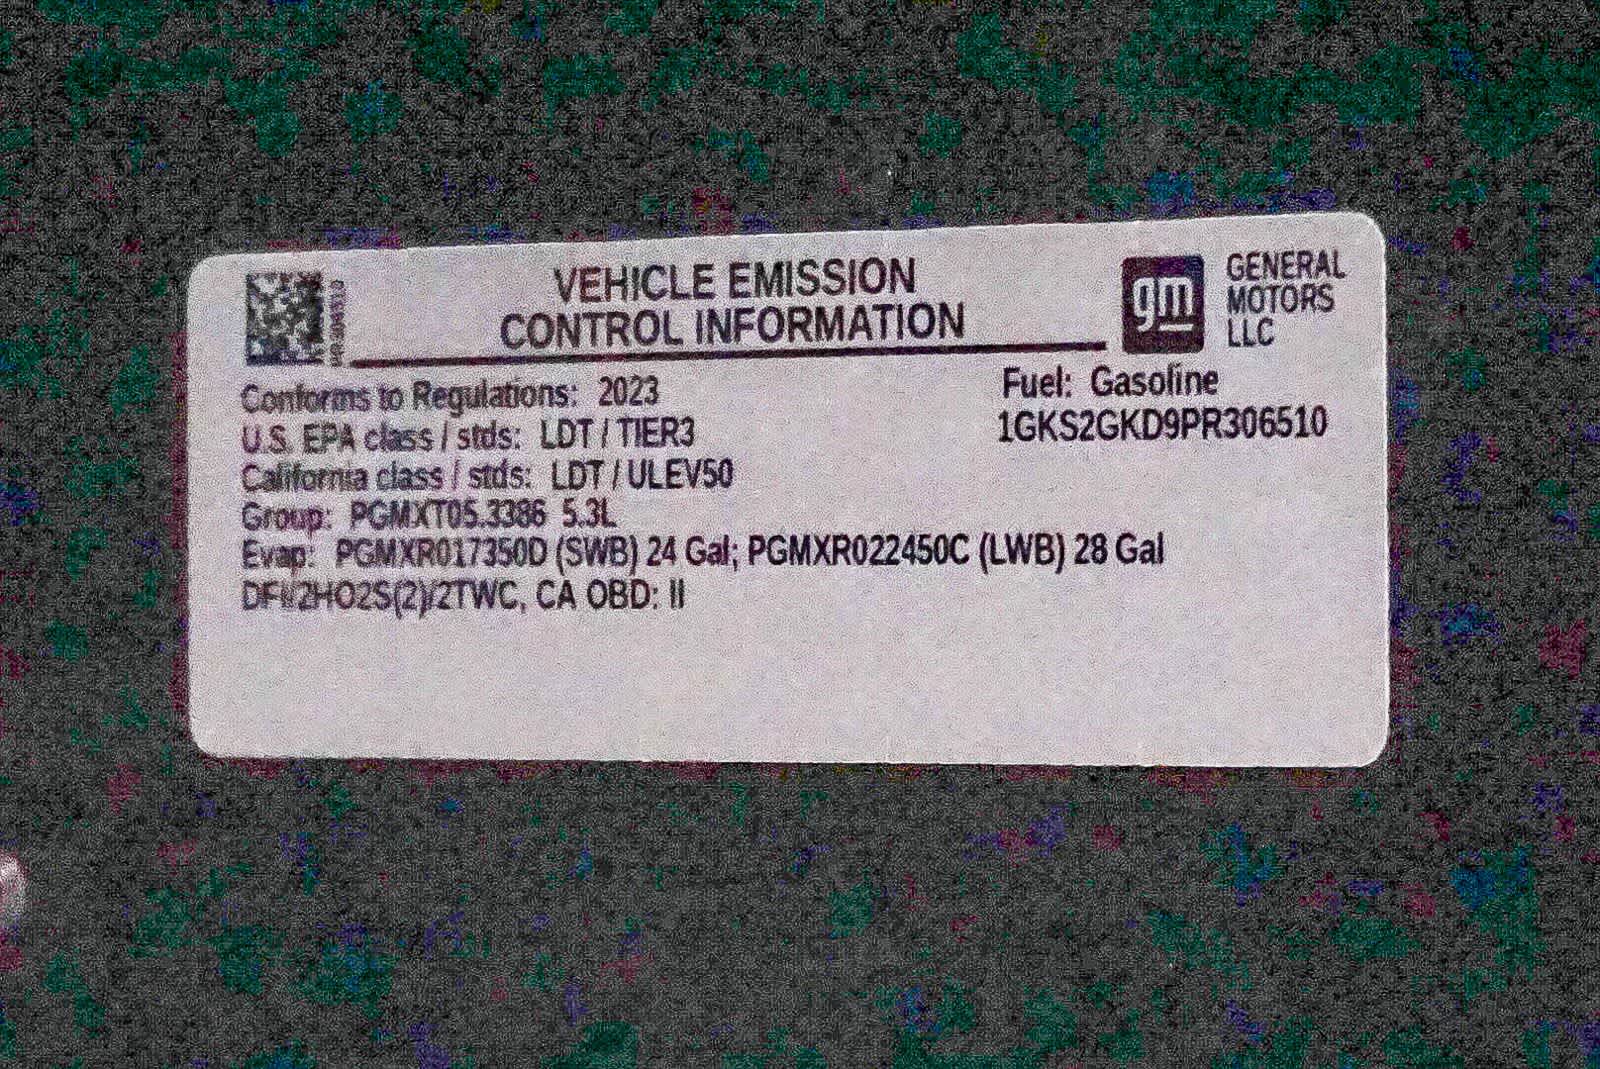 VEHICLE EMISSION
CONTROL INFORMATION
gm
GENERAL
MOTORS
LLC
Conforms to Regulations: 2023
U.S. EPA class / stds: LDT / TIER3
California class / stds: LDT / ULEV50
Group: PGMXT05.3386 5.3L
Evap: PGMXR017350D (SWB) 24 Gal; PGMXR022450C (LWB) 28 Gal
DFI/2HO2S(2)/2TWC, CA OBD: II
Fuel: Gasoline
1GKS2GKD9PR306510